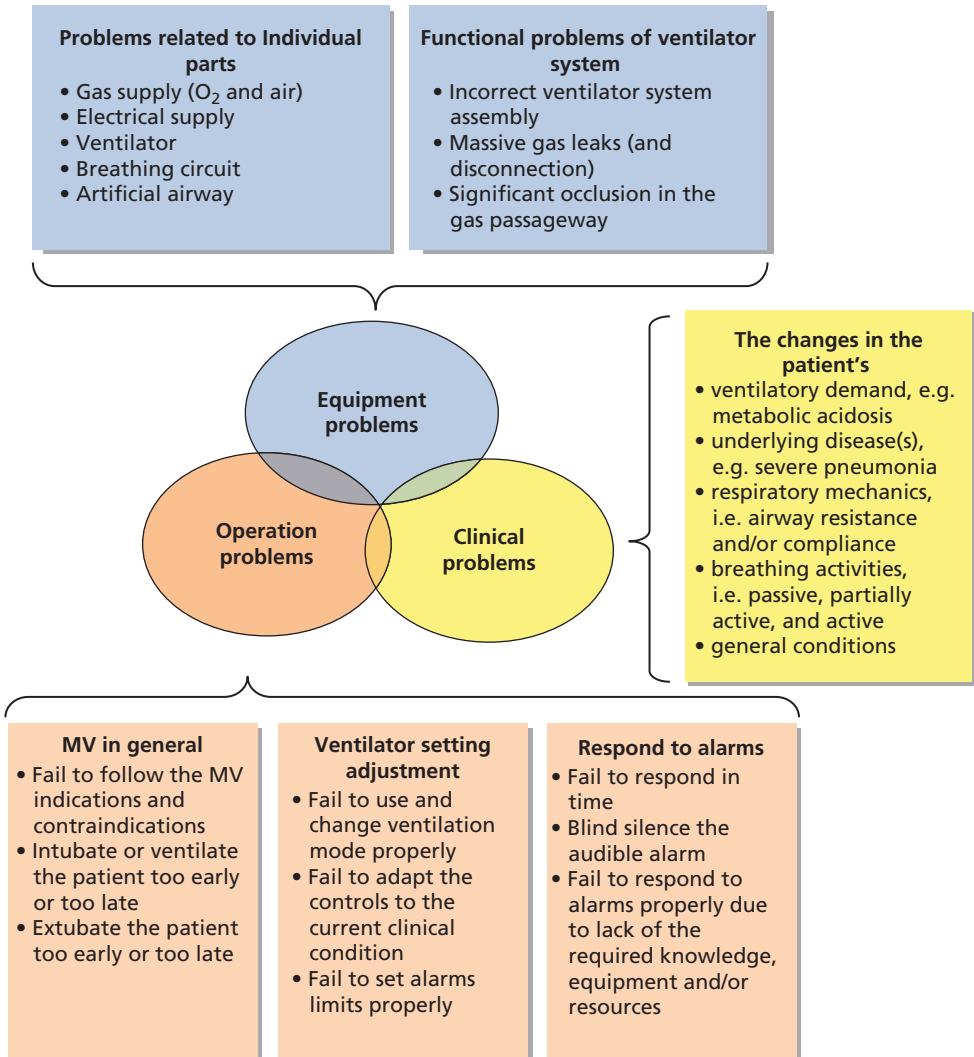 Problems related to Individual
parts
• Gas supply (O2 and air)
• Electrical supply
• Ventilator
• Breathing circuit
• Artificial airway
Functional problems of ventilator
system
• Incorrect ventilator system
assembly
• Massive gas leaks (and
disconnection)
• Significant occlusion in the
gas passageway
Equipment
problems
Operation
problems
Clinical
problems
The changes in the
patient's
• ventilatory demand, e.g.
metabolic acidosis
• underlying disease(s),
e.g. severe pneumonia
• respiratory mechanics,
i.e. airway resistance
and/or compliance
• breathing activities,
i.e. passive, partially
active, and active
• general conditions
MV in general
• Fail to follow the MV
indications and
contraindications
• Intubate or ventilate
the patient too early
or too late
• Extubate the patient
too early or too late
Ventilator setting
adjustment
• Fail to use and
change ventilation
mode properly
• Fail to adapt the
controls to the
current clinical
condition
• Fail to set alarms
limits properly
Respond to alarms
• Fail to respond in
time
• Blind silence the
audible alarm
• Fail to respond to
alarms properly due
to lack of the
required knowledge,
equipment and/or
resources